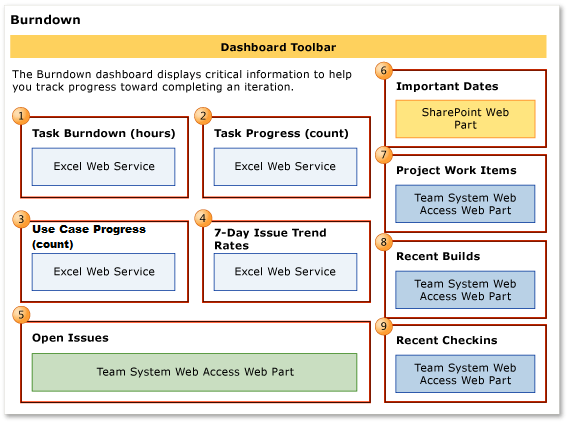 Burndown
Dashboard Toolbar
The Burndown dashboard displays critical information to help
you track progress toward completing an iteration.
1
Task Burndown (hours)
Excel Web Service
2
Task Progress (count)
Excel Web Service
3
Use Case Progress
(count)
Excel Web Service
4
7-Day Issue Trend
Rates
Excel Web Service
5
Open Issues
Team System Web Access Web Part
6
Important Dates
SharePoint Web
Part
7
Project Work Items
Team System Web
Access Web Part
8
Recent Builds
Team System Web
Access Web Part
9
Recent Checkins
Team System Web
Access Web Part